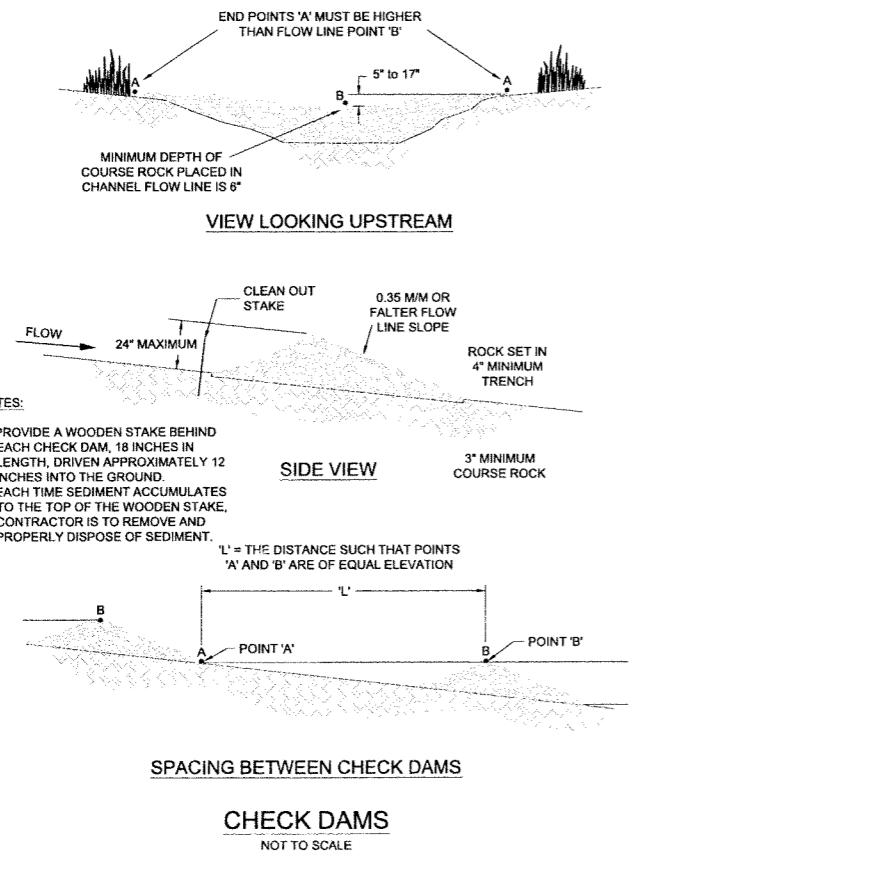 END POINTS 'A' MUST BE HIGHER
THAN FLOW LINE POINT 'B'
5" to 17"
A
B
A
MINIMUM DEPTH OF
COURSE ROCK PLACED IN
CHANNEL FLOW LINE IS 6"
VIEW LOOKING UPSTREAM
CLEAN OUT
STAKE
0.35 M/M OR
FALTER FLOW
LINE SLOPE
FLOW
24" MAXIMUM
ROCK SET IN
4" MINIMUM
TRENCH
TES:
PROVIDE A WOODEN STAKE BEHIND
EACH CHECK DAM, 18 INCHES IN
LENGTH, DRIVEN APPROXIMATELY 12
INCHES INTO THE GROUND.
EACH TIME SEDIMENT ACCUMULATES
TO THE TOP OF THE WOODEN STAKE,
CONTRACTOR IS TO REMOVE AND
PROPERLY DISPOSE OF SEDIMENT.
SIDE VIEW
3" MINIMUM
COURSE ROCK
'L' = THE DISTANCE SUCH THAT POINTS
'A' AND 'B' ARE OF EQUAL ELEVATION
'L'
B
A
POINT 'A'
B
POINT 'B'
SPACING BETWEEN CHECK DAMS
CHECK DAMS
NOT TO SCALE